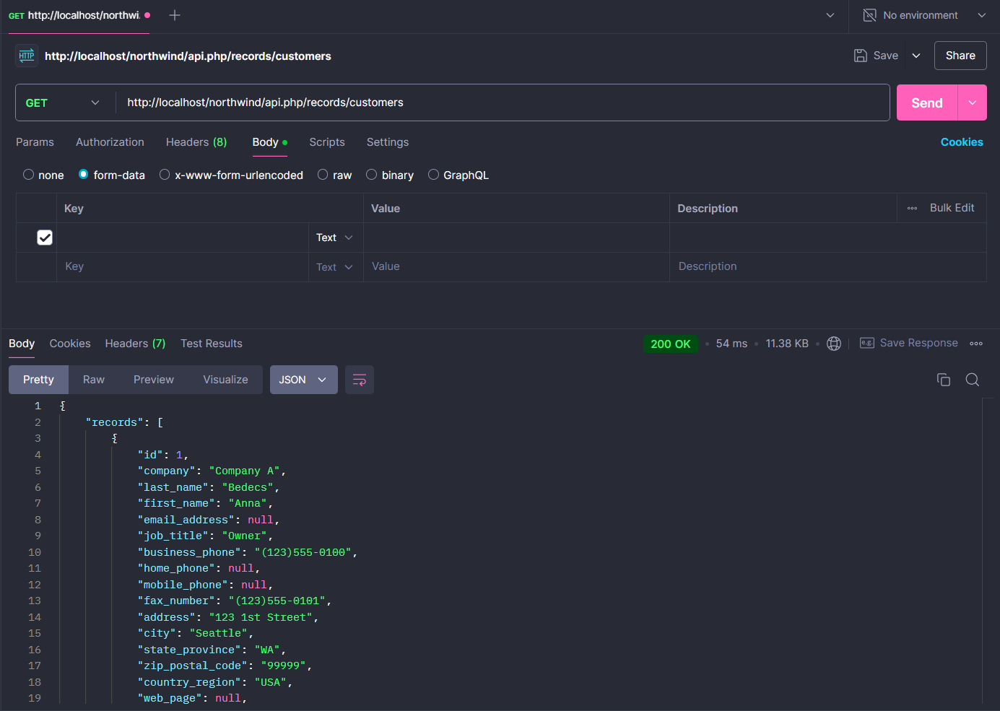 GET http://localhost/northwi.
No environment
HTTP http://localhost/northwind/api.php/records/customers
Save
Share
GET http://localhost/northwind/api.php/records/customers
Send
Params Authorization Headers (8) Body Scripts Settings Cookies
none form-data x-www-form-urlencoded raw binary GraphQL
Key Value Description Bulk Edit
Text
Key Text Value Description
Body Cookies Headers (7) Test Results 200 OK 54 ms 11.38 KB e.g. Save Response
Pretty Raw Preview Visualize JSON
1 {
2 "records": [
3 {
4 "id": 1,
5 "company": "Company A",
6 "last_name": "Bedecs",
7 "first_name": "Anna",
8 "email_address": null,
9 "job_title": "Owner",
10 "business_phone": "(123)555-0100",
11 "home_phone": null,
12 "mobile_phone": null,
13 "fax_number": "(123)555-0101",
14 "address": "123 1st Street",
15 "city": "Seattle",
16 "state_province": "WA",
17 "zip_postal_code": "99999",
18 "country_region": "USA",
19 "web_page": null,